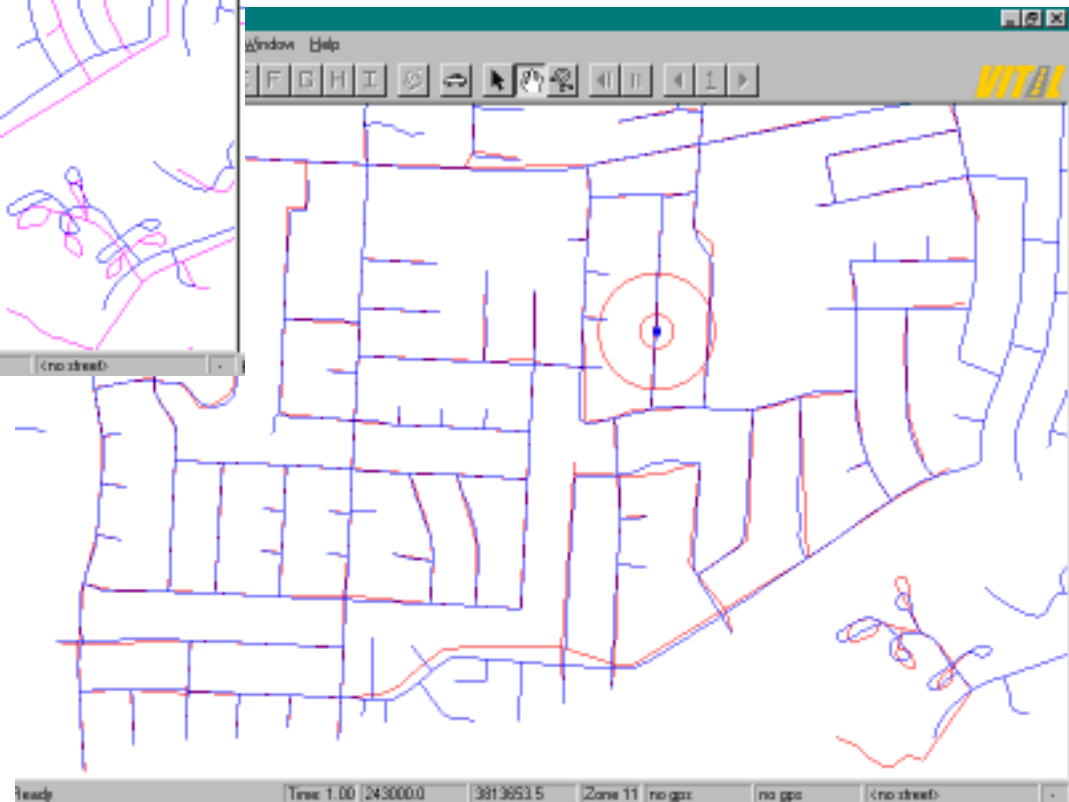 Window Help
F G H I 1
VITAL
<no street> -
Ready Time: 1.00 243000.0 3813653.5 Zone 11 no gps no gps <no street> -